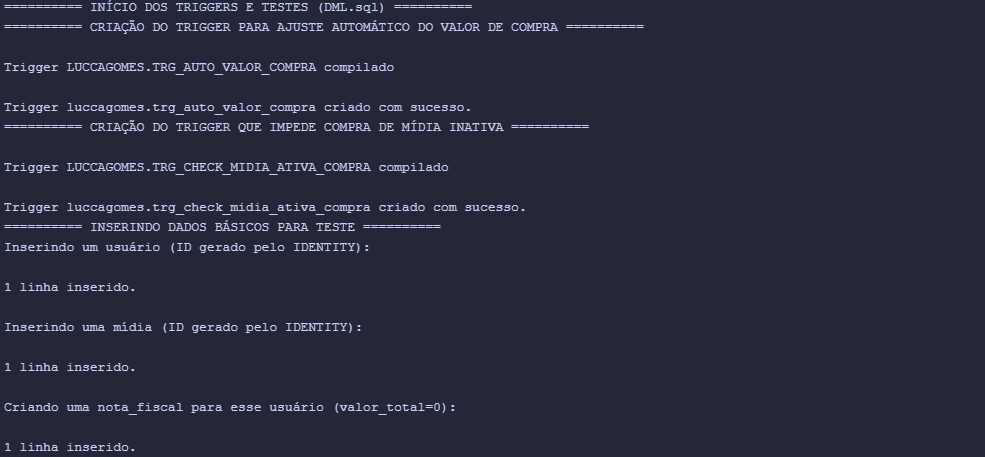 ========== INÍCIO DOS TRIGGERS E TESTES (DML.sql) ==========
========== CRIAÇÃO DO TRIGGER PARA AJUSTE AUTOMÁTICO DO VALOR DE COMPRA ==========
Trigger LUCCAGOMES.TRG_AUTO_VALOR_COMPRA compilado
Trigger luccagomes.trg_auto_valor_compra criado com sucesso.
========== CRIAÇÃO DO TRIGGER QUE IMPEDE COMPRA DE MÍDIA INATIVA ==========
Trigger LUCCAGOMES.TRG_CHECK_MIDIA_ATIVA_COMPRA compilado
Trigger luccagomes.trg_check_midia_ativa_compra criado com sucesso.
========== INSERINDO DADOS BÁSICOS PARA TESTE ==========
Inserindo um usuário (ID gerado pelo IDENTITY):
1 linha inserido.
Inserindo uma mídia (ID gerado pelo IDENTITY):
1 linha inserido.
Criando uma nota_fiscal para esse usuário (valor_total=0):
1 linha inserido.